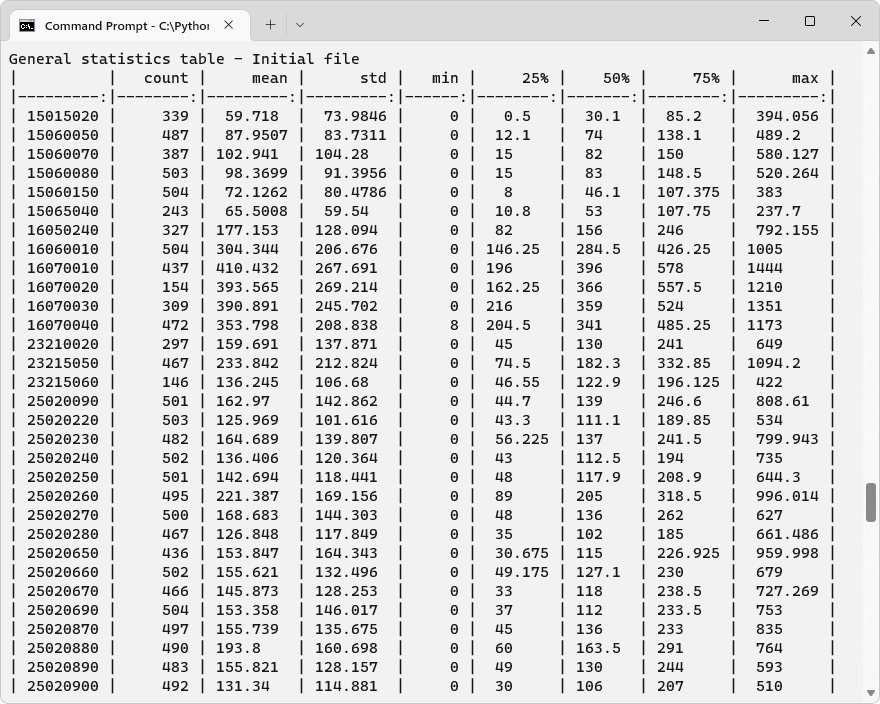 Command Prompt - C:\Python
General statistics table - Initial file
| | count | mean | std | min | 25% | 50% | 75% | max |
|---------:|--------:|---------:|---------:|------:|--------:|-------:|--------:|---------:|
| 15015020 | 339 | 59.718 | 73.9846 | 0 | 0.5 | 30.1 | 85.2 | 394.056 |
| 15060050 | 487 | 87.9507 | 83.7311 | 0 | 12.1 | 74 | 138.1 | 489.2 |
| 15060070 | 387 | 102.941 | 104.28 | 0 | 15 | 82 | 150 | 580.127 |
| 15060080 | 503 | 98.3699 | 91.3956 | 0 | 15 | 83 | 148.5 | 520.264 |
| 15060150 | 504 | 72.1262 | 80.4786 | 0 | 8 | 46.1 | 107.375 | 383 |
| 15065040 | 243 | 65.5008 | 59.54 | 0 | 10.8 | 53 | 107.75 | 237.7 |
| 16050240 | 327 | 177.153 | 128.094 | 0 | 82 | 156 | 246 | 792.155 |
| 16060010 | 504 | 304.344 | 206.676 | 0 | 146.25 | 284.5 | 426.25 | 1005 |
| 16070010 | 437 | 410.432 | 267.691 | 0 | 196 | 396 | 578 | 1444 |
| 16070020 | 154 | 393.565 | 269.214 | 0 | 162.25 | 366 | 557.5 | 1210 |
| 16070030 | 309 | 390.891 | 245.702 | 0 | 216 | 359 | 524 | 1351 |
| 16070040 | 472 | 353.798 | 208.838 | 8 | 204.5 | 341 | 485.25 | 1173 |
| 23210020 | 297 | 159.691 | 137.871 | 0 | 45 | 130 | 241 | 649 |
| 23215050 | 467 | 233.842 | 212.824 | 0 | 74.5 | 182.3 | 332.85 | 1094.2 |
| 23215060 | 146 | 136.245 | 106.68 | 0 | 46.55 | 122.9 | 196.125 | 422 |
| 25020090 | 501 | 162.97 | 142.862 | 0 | 44.7 | 139 | 246.6 | 808.61 |
| 25020220 | 503 | 125.969 | 101.616 | 0 | 43.3 | 111.1 | 189.85 | 534 |
| 25020230 | 482 | 164.689 | 139.807 | 0 | 56.225 | 137 | 241.5 | 799.943 |
| 25020240 | 502 | 136.406 | 120.364 | 0 | 43 | 112.5 | 194 | 735 |
| 25020250 | 501 | 142.694 | 118.441 | 0 | 48 | 117.9 | 208.9 | 644.3 |
| 25020260 | 495 | 221.387 | 169.156 | 0 | 89 | 205 | 318.5 | 996.014 |
| 25020270 | 500 | 168.683 | 144.303 | 0 | 48 | 136 | 262 | 627 |
| 25020280 | 467 | 126.848 | 117.849 | 0 | 35 | 102 | 185 | 661.486 |
| 25020650 | 436 | 153.847 | 164.343 | 0 | 30.675 | 115 | 226.925 | 959.998 |
| 25020660 | 502 | 155.621 | 132.496 | 0 | 49.175 | 127.1 | 230 | 679 |
| 25020670 | 466 | 145.873 | 128.253 | 0 | 33 | 118 | 238.5 | 727.269 |
| 25020690 | 504 | 153.358 | 146.017 | 0 | 37 | 112 | 233.5 | 753 |
| 25020870 | 497 | 155.739 | 135.675 | 0 | 45 | 136 | 233 | 835 |
| 25020880 | 490 | 193.8 | 160.698 | 0 | 60 | 163.5 | 291 | 764 |
| 25020890 | 483 | 155.821 | 128.157 | 0 | 49 | 130 | 244 | 593 |
| 25020900 | 492 | 131.34 | 114.881 | 0 | 30 | 106 | 207 | 510 |